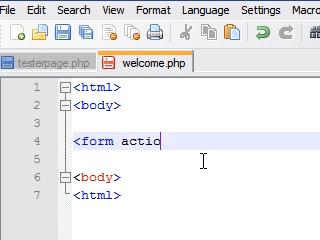 File Edit Search View Format Language Settings Macro
testerpage.php welcome.php
1 <html>
2 <body>
3
4 <form actio
5
6 <body>
7 <html>